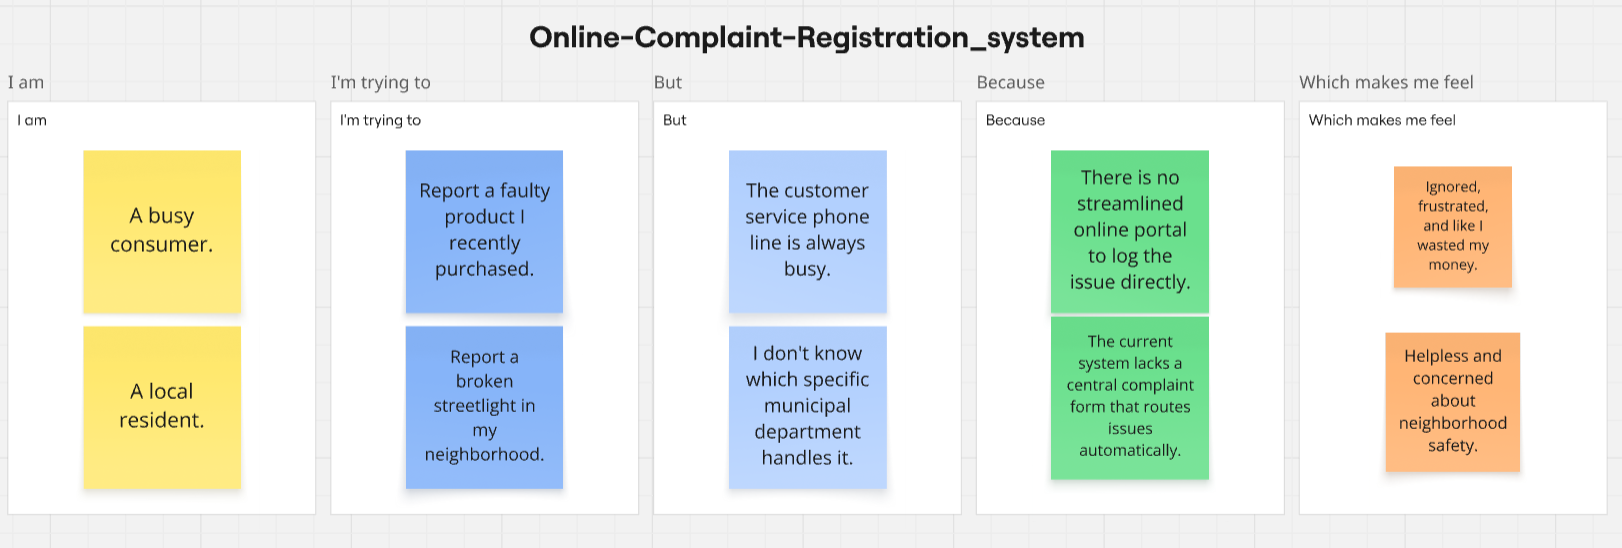 Online-Complaint-Registration_system
I am
I'm trying to
But
Because
Which makes me feel
I am
A busy
consumer.
A local
resident.
I'm trying to
Report a faulty
product I
recently
purchased.
Report a
broken
streetlight in
my
neighborhood.
But
The customer
service phone
line is always
busy.
I don't know
which specific
municipal
department
handles it.
Because
There is no
streamlined
online portal
to log the
issue directly.
The current
system lacks a
central complaint
form that routes
issues
automatically.
Which makes me feel
Ignored,
frustrated,
and like I
wasted my
money.
Helpless and
concerned
about
neighborhood
safety.